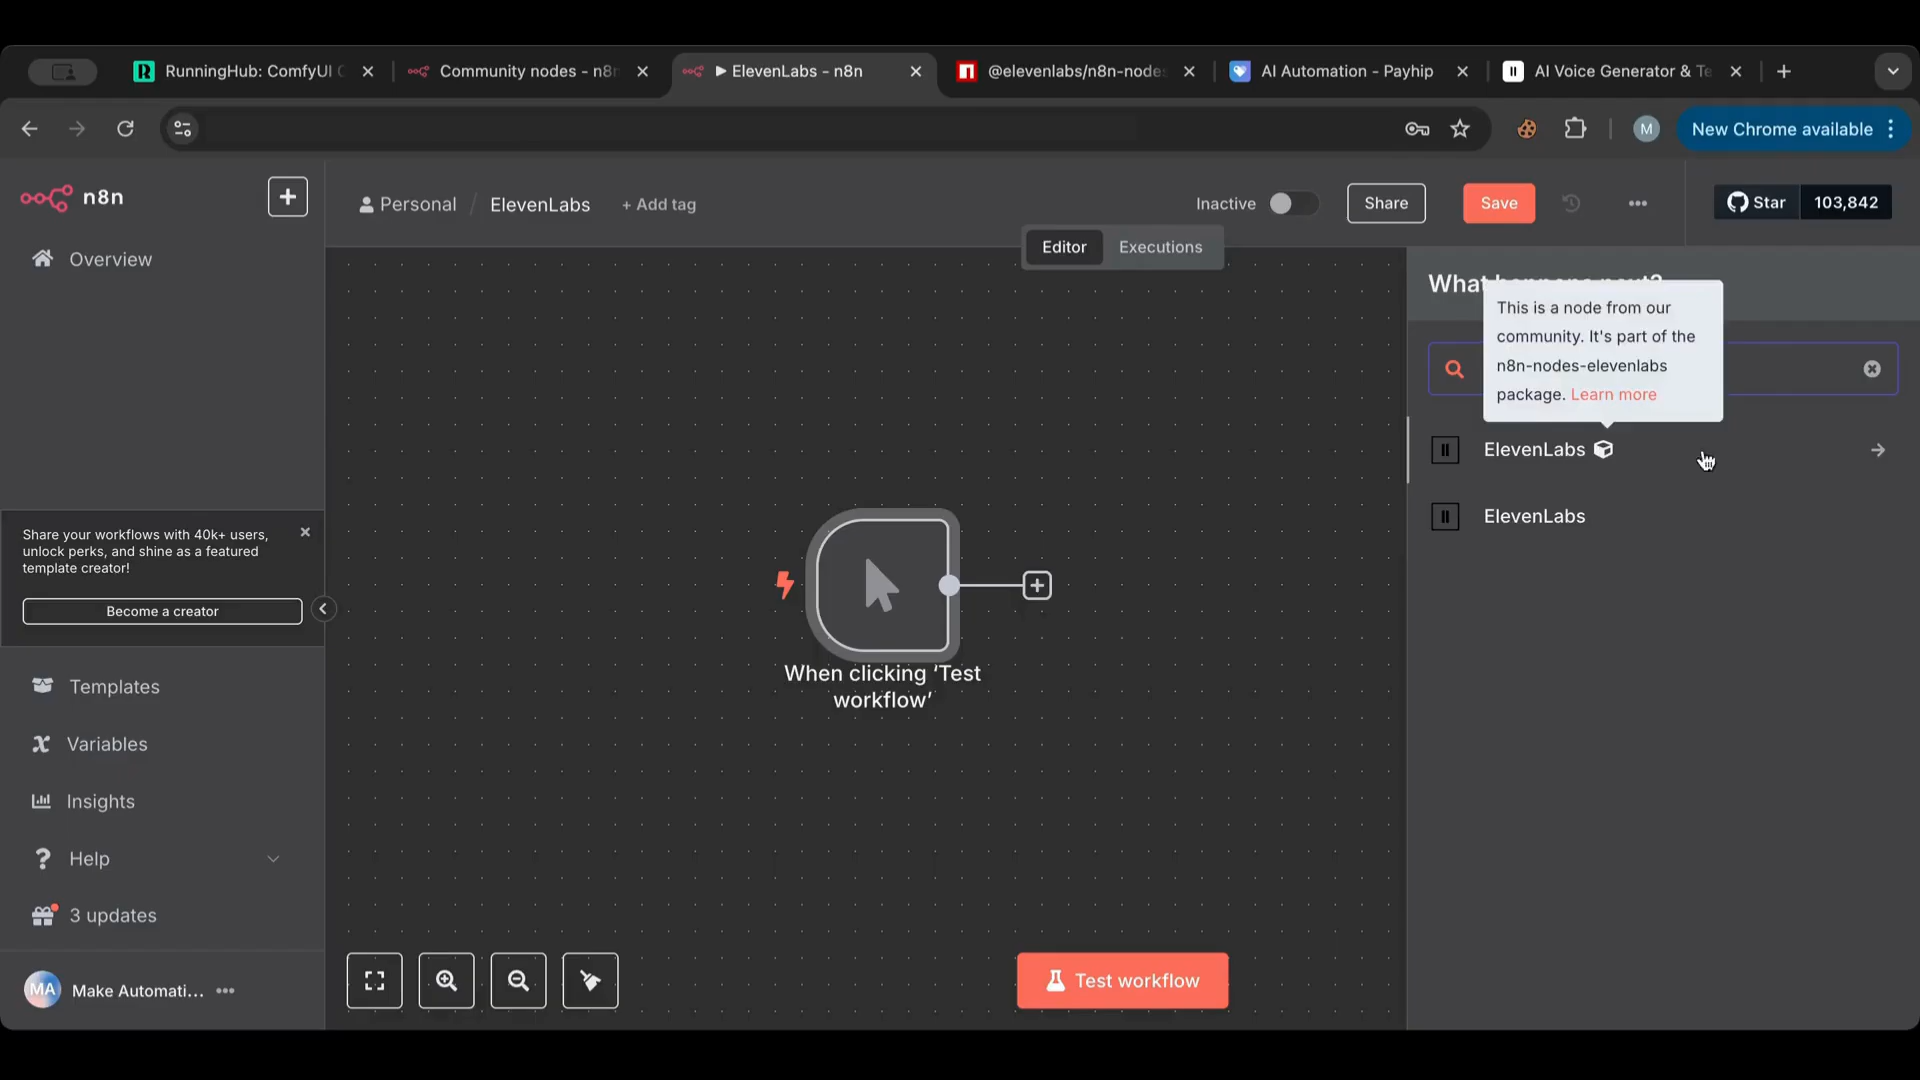 RunningHub: ComfyUI
Community nodes - n8n
▶ ElevenLabs - n8n
@elevenlabs/n8n-nodes
AI Automation - Payhip
AI Voice Generator & Te
M
New Chrome available
n8n
Personal / ElevenLabs
+ Add tag
Inactive
Share
Save
Star
103,842
Editor
Executions
Overview
What happens next?
This is a node from our
community. It's part of the
n8n-nodes-elevenlabs
package. Learn more
ElevenLabs
ElevenLabs
Share your workflows with 40k+ users,
unlock perks, and shine as a featured
template creator!
Become a creator
When clicking ‘Test
workflow’
Templates
Variables
Insights
Help
3 updates
MA
Make Automati...
Test workflow